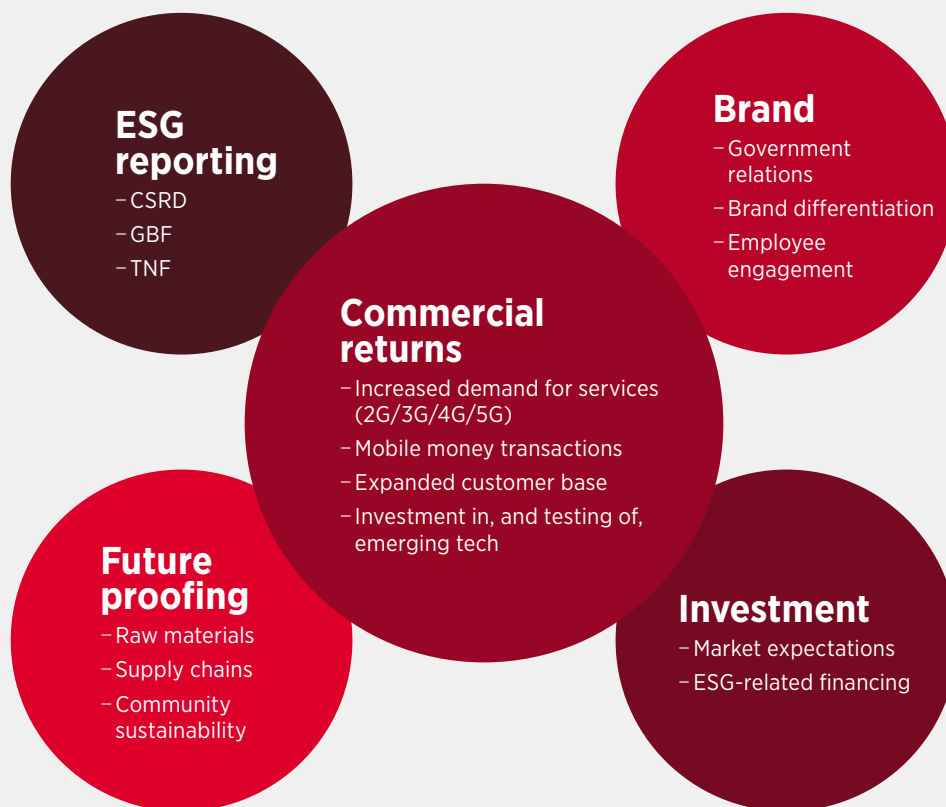 ESG
reporting
– CSRD
– GBF
– TNF
Brand
– Government
relations
– Brand differentiation
– Employee
engagement
Commercial
returns
– Increased demand for services
(2G/3G/4G/5G)
– Mobile money transactions
– Expanded customer base
– Investment in, and testing of,
emerging tech
Future
proofing
– Raw materials
– Supply chains
– Community
sustainability
Investment
– Market expectations
– ESG-related financing